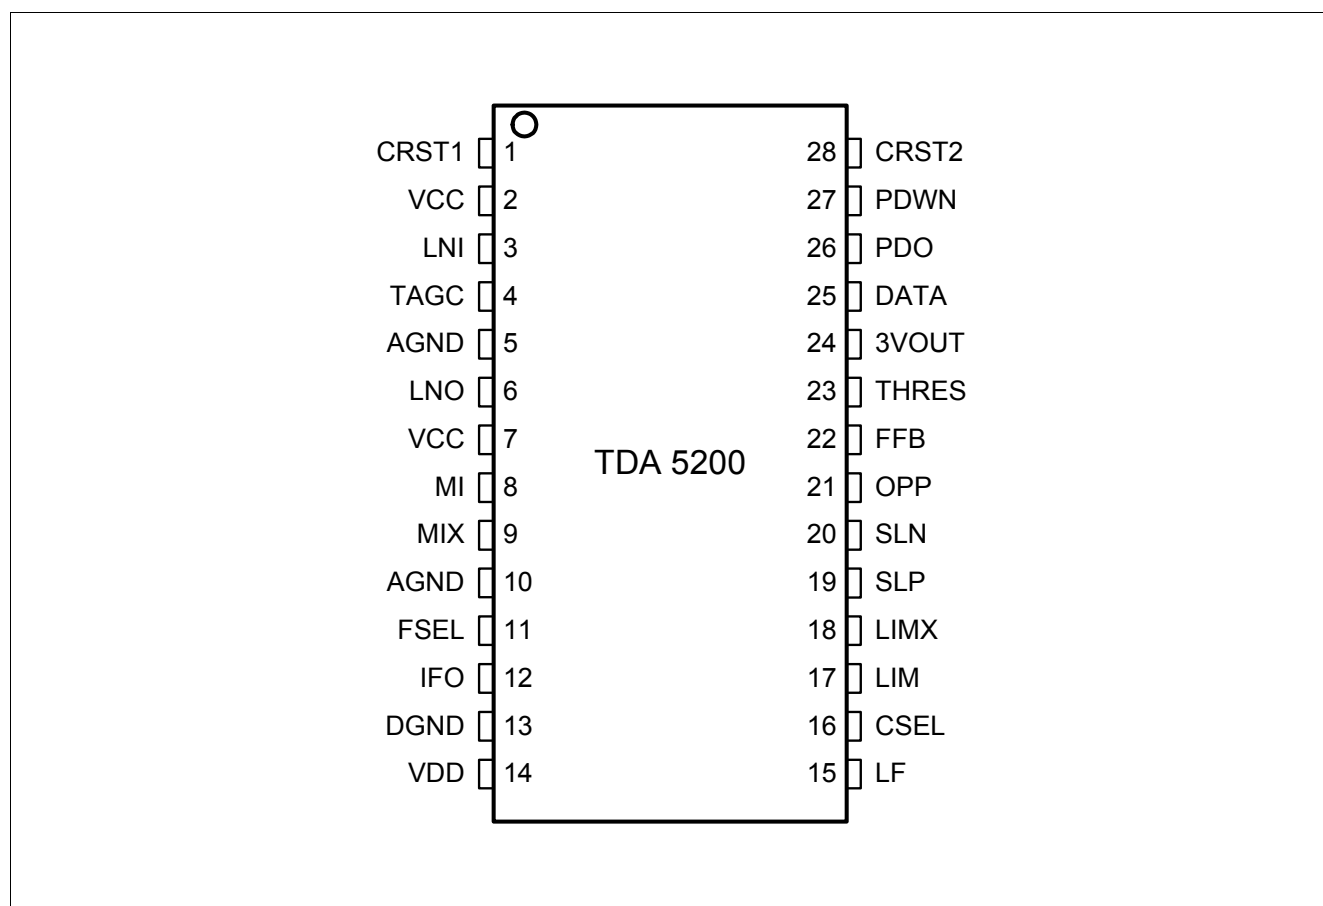 CRST1 1 28 CRST2
VCC 2 27 PDWN
LNI 3 26 PDO
TAGC 4 25 DATA
AGND 5 24 3VOUT
LNO 6 23 THRES
VCC 7 22 FFB
TDA 5200
MI 8 21 OPP
MIX 9 20 SLN
AGND 10 19 SLP
FSEL 11 18 LIMX
IFO 12 17 LIM
DGND 13 16 CSEL
VDD 14 15 LF